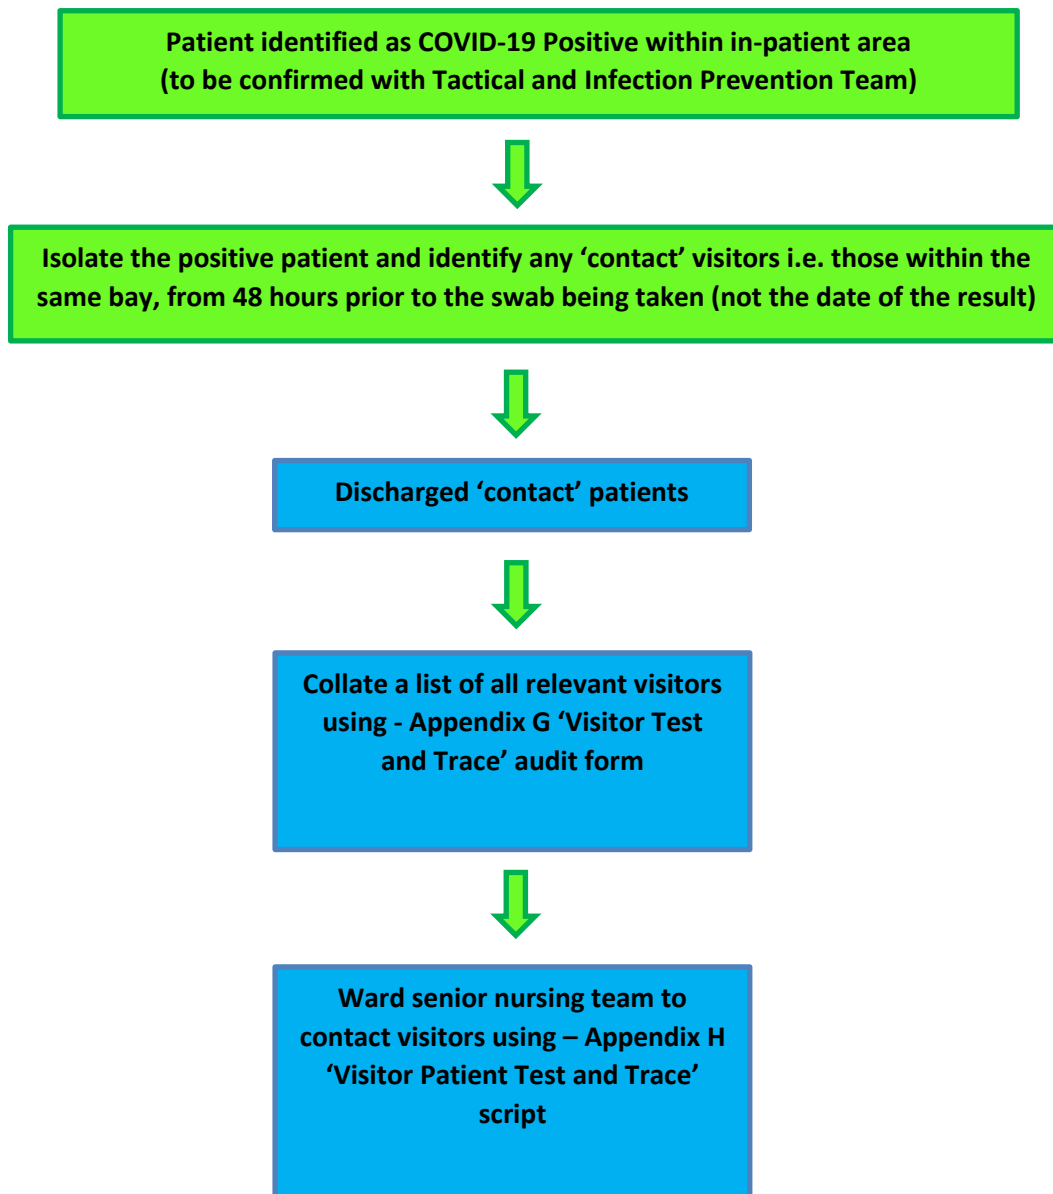 Patient identified as COVID-19 Positive within in-patient area
(to be confirmed with Tactical and Infection Prevention Team)
Isolate the positive patient and identify any ‘contact’ visitors i.e. those within the
same bay, from 48 hours prior to the swab being taken (not the date of the result)
Discharged ‘contact’ patients
Collate a list of all relevant visitors
using - Appendix G ‘Visitor Test
and Trace’ audit form
Ward senior nursing team to
contact visitors using – Appendix H
‘Visitor Patient Test and Trace’
script